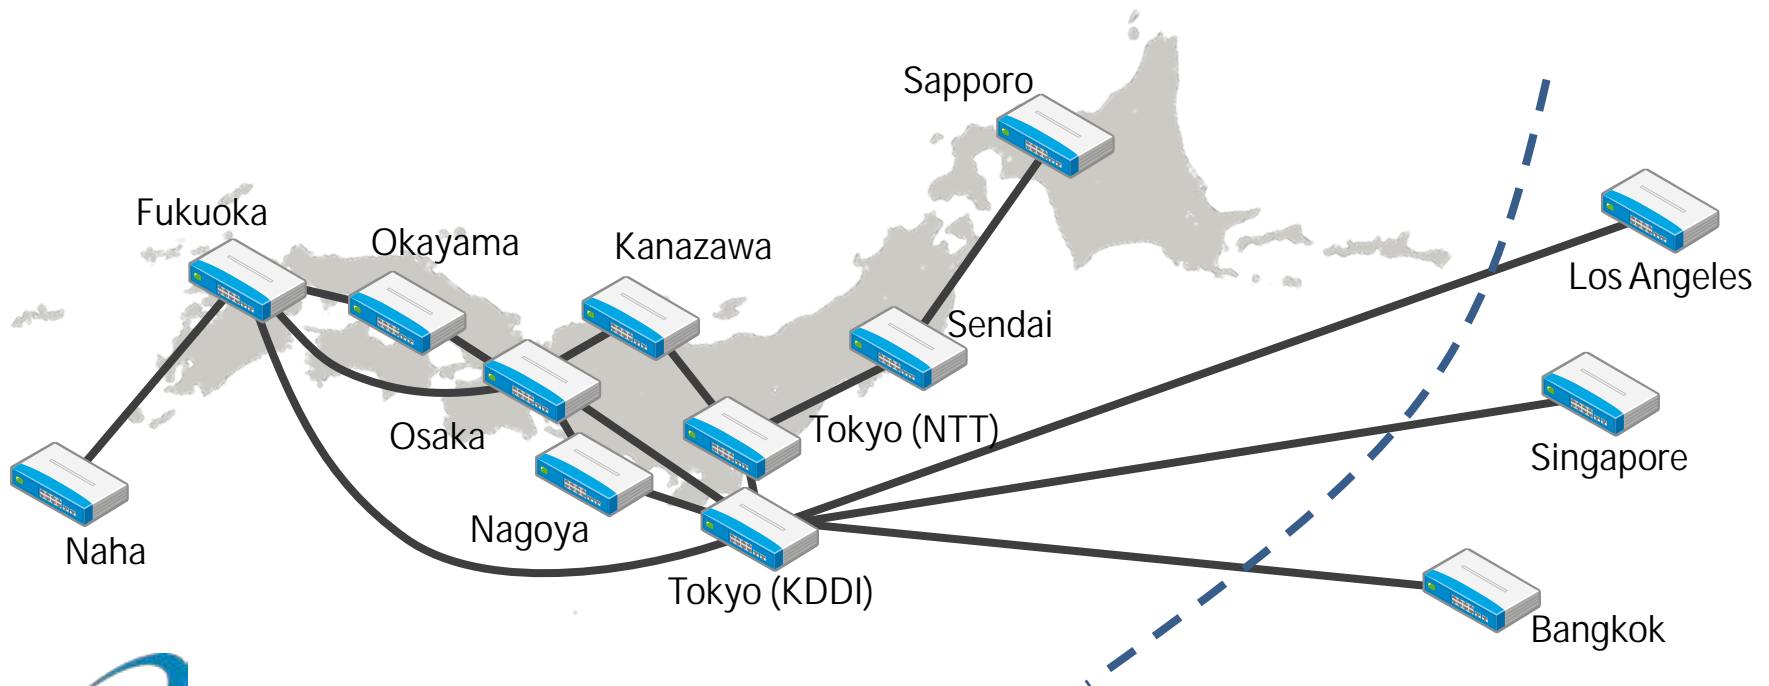 Sapporo
Fukuoka
Okayama
Kanazawa
Los Angeles
Sendai
Osaka
Tokyo (NTT)
Singapore
Nagoya
Naha
Tokyo (KDDI)
Bangkok